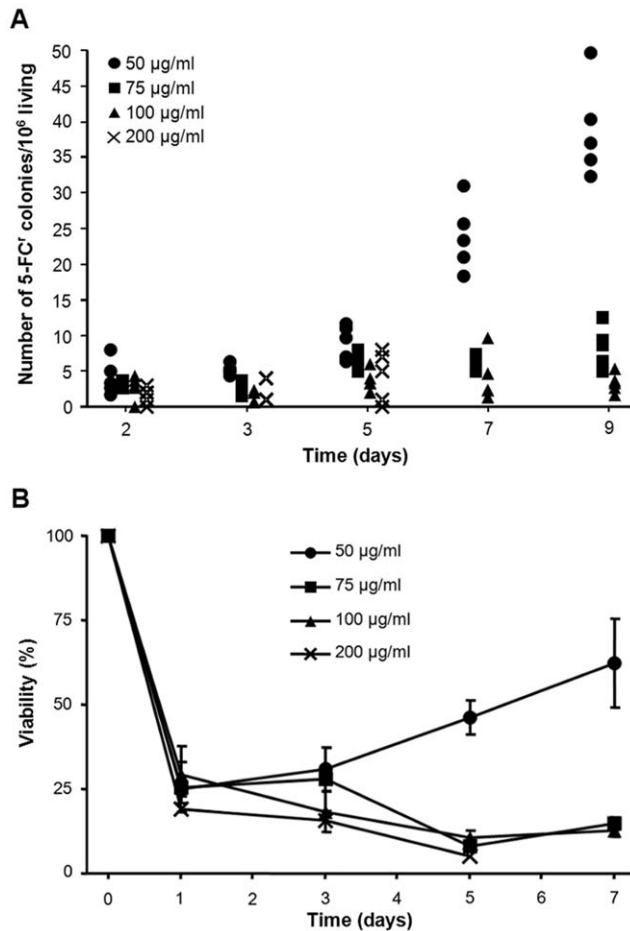 A
Number of 5-FCʳ colonies/10⁶ living
50
45
40
35
30
25
20
15
10
5
0
50 µg/ml
75 µg/ml
100 µg/ml
200 µg/ml
2 3 5 7 9
Time (days)
B
Viability (%)
100
75
50
25
0
50 µg/ml
75 µg/ml
100 µg/ml
200 µg/ml
0 1 2 3 4 5 6 7
Time (days)